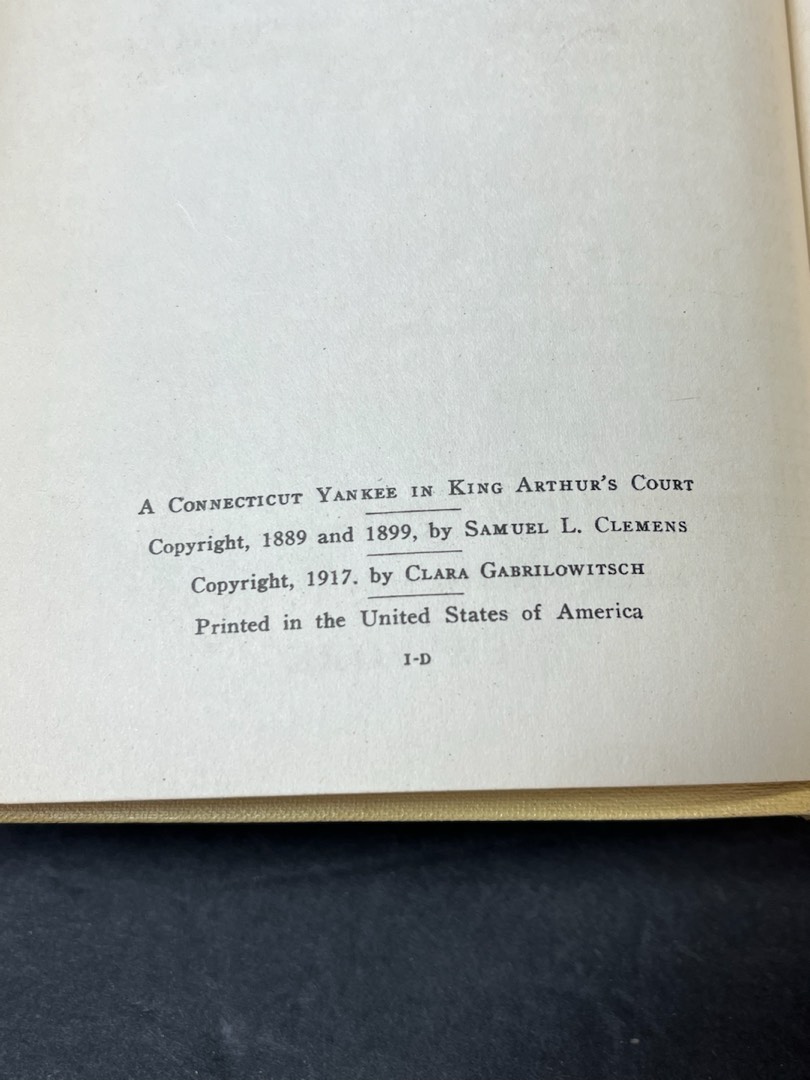 A Connecticut Yankee in King Arthur's Court
Copyright, 1889 and 1899, by Samuel L. Clemens
Copyright, 1917. by Clara Gabrilowitsch
Printed in the United States of America
I-D